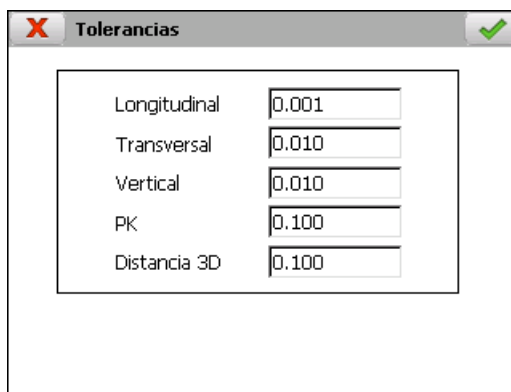 Tolerancias
Longitudinal 0.001
Transversal 0.010
Vertical 0.010
PK 0.100
Distancia 3D 0.100